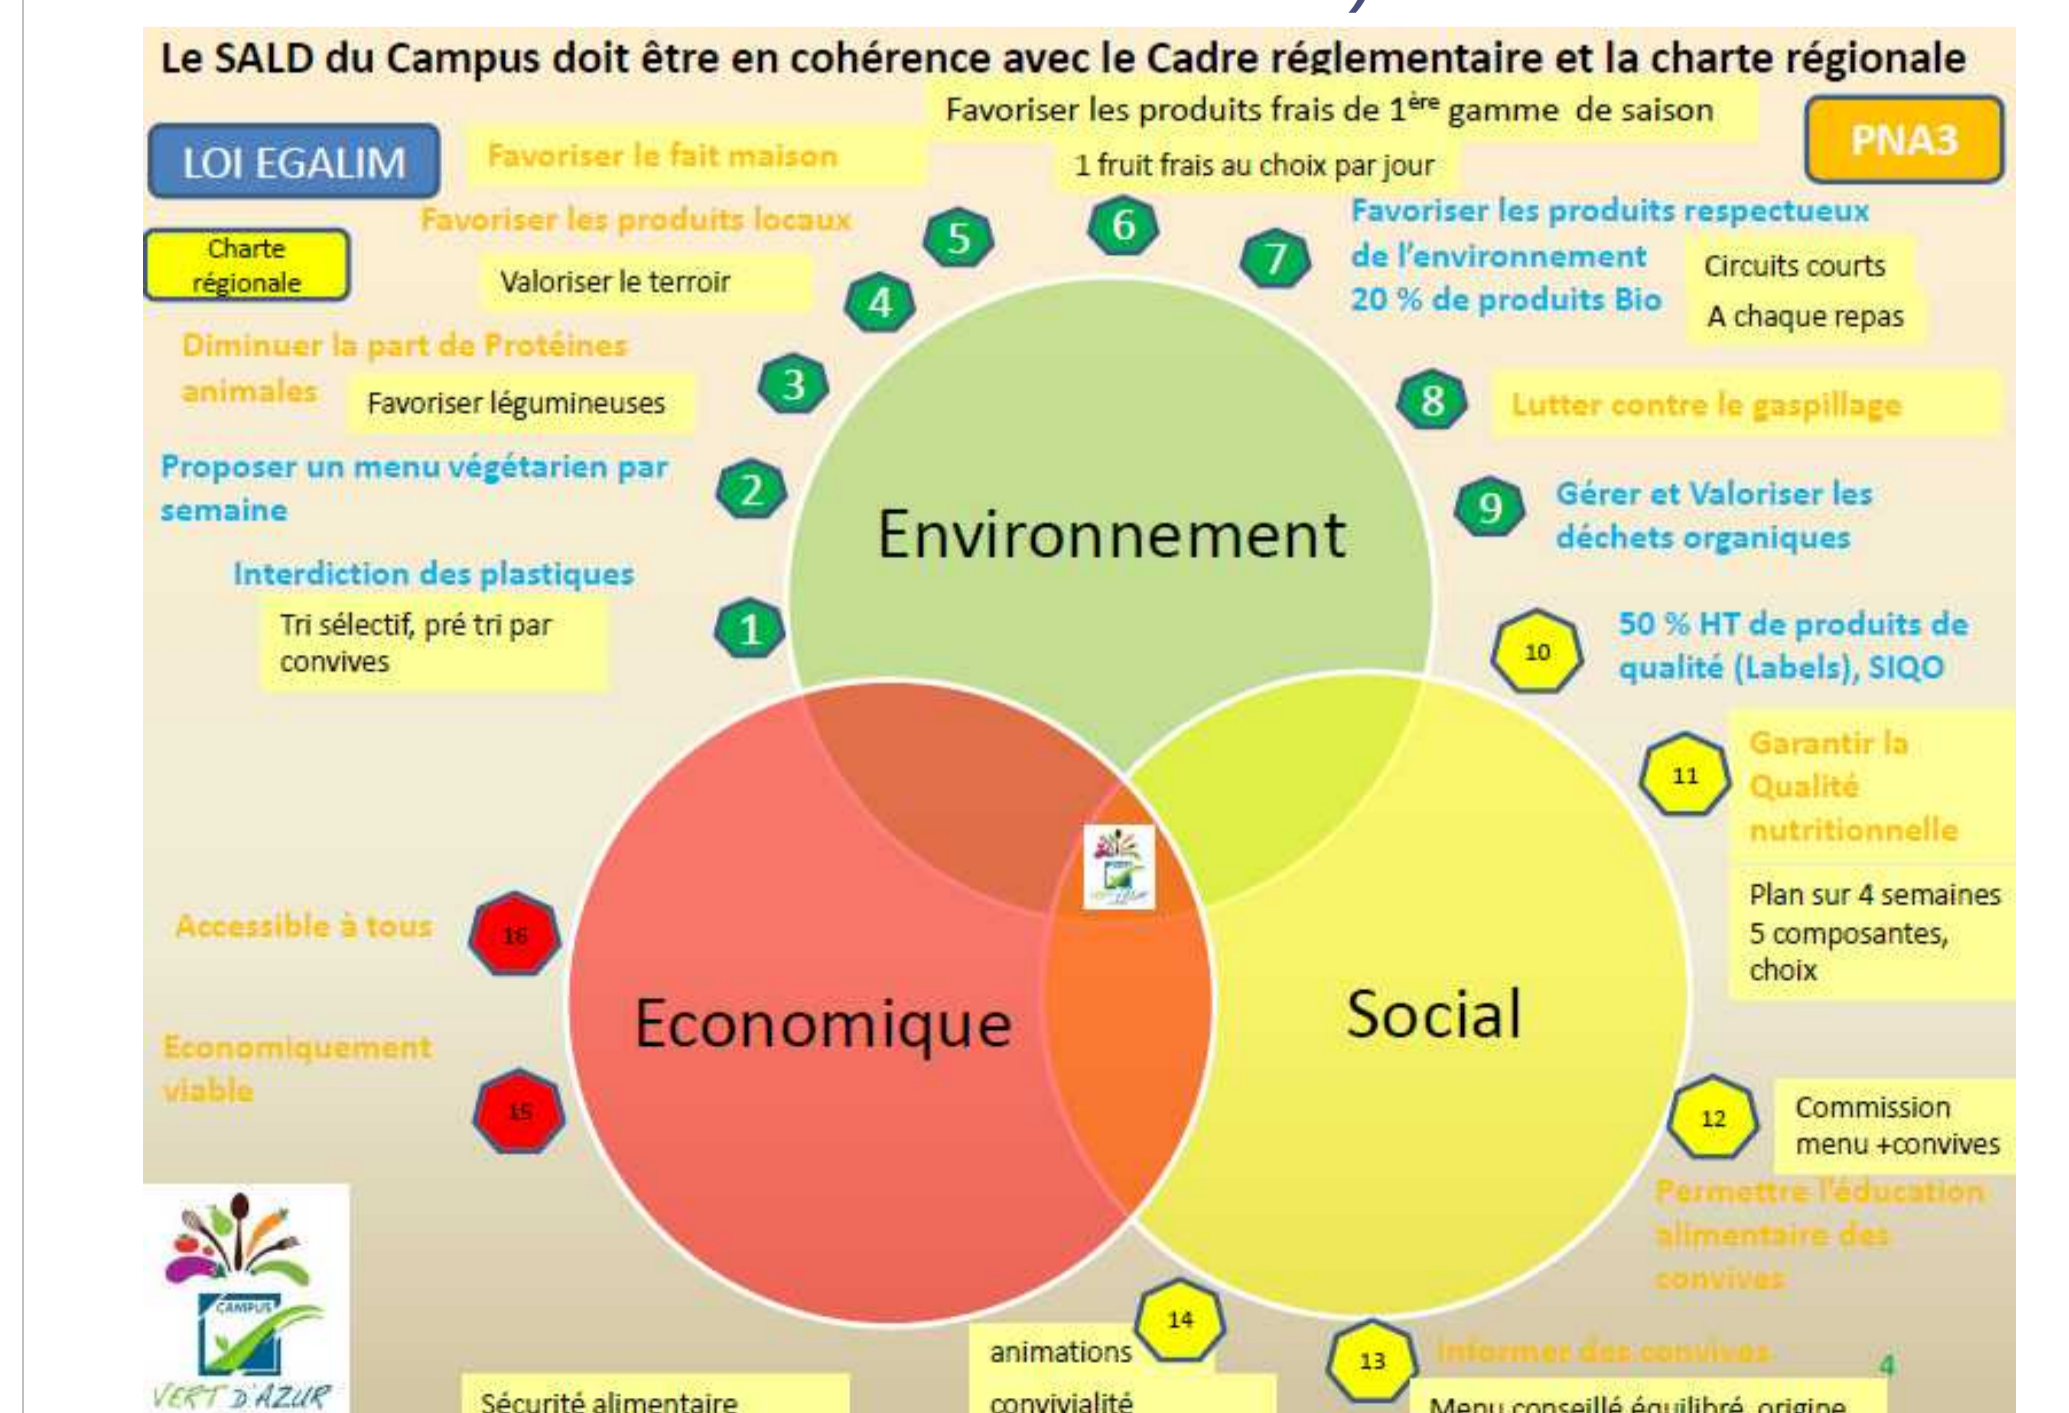 Le SALD du Campus doit être en cohérence avec le Cadre réglementaire et la charte régionale
LOI EGALIM
PNA3
Charte
régionale
Favoriser le fait maison
Favoriser les produits frais de 1ère gamme de saison
1 fruit frais au choix par jour
Favoriser les produits locaux
Valoriser le terroir
5
6
7
Favoriser les produits respectueux
de l'environnement
20 % de produits Bio
Circuits courts
A chaque repas
4
Diminuer la part de Protéines
animales
Favoriser légumineuses
3
8
Lutter contre le gaspillage
Proposer un menu végétarien par
semaine
2
9
Gérer et Valoriser les
déchets organiques
Environnement
Interdiction des plastiques
Tri sélectif, pré tri par
convives
1
10
50 % HT de produits de
qualité (Labels), SIQO
11
Garantir la
Qualité
nutritionnelle
Plan sur 4 semaines
5 composantes,
choix
Accessible à tous
16
Economique
Social
Economiquement
viable
15
12
Commission
menu +convives
Permettre l'éducation
alimentaire des
convives
14
animations
convivialité
13
Informer des convives
Menu conseillé équilibré, origine
4
Sécurité alimentaire
CAMPUS
VERT D'AZUR